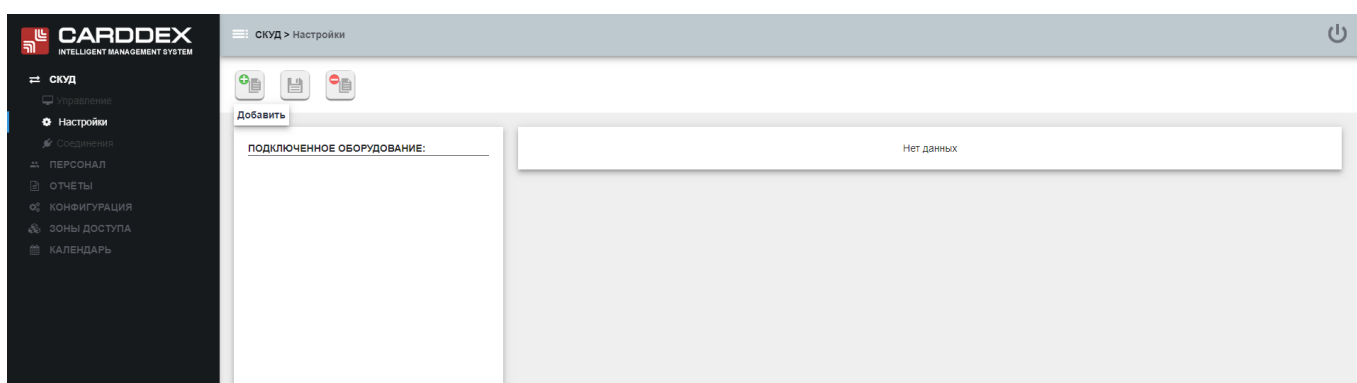 CARDDEX
INTELLIGENT MANAGEMENT SYSTEM
СКУД > Настройки
СКУД
Управление
Настройки
Соединения
ПЕРСОНАЛ
ОТЧЁТЫ
КОНФИГУРАЦИЯ
ЗОНЫ ДОСТУПА
КАЛЕНДАРЬ
Добавить
ПОДКЛЮЧЕННОЕ ОБОРУДОВАНИЕ:
Нет данных